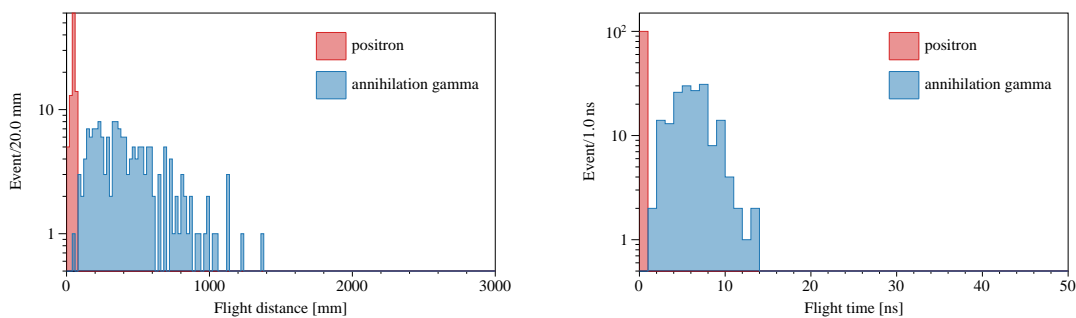 Event/20.0 mm
10
1
0
1000
2000
3000
Flight distance [mm]
positron
annihilation gamma
Event/1.0 ns
10²
10
1
0
10
20
30
40
50
Flight time [ns]
positron
annihilation gamma